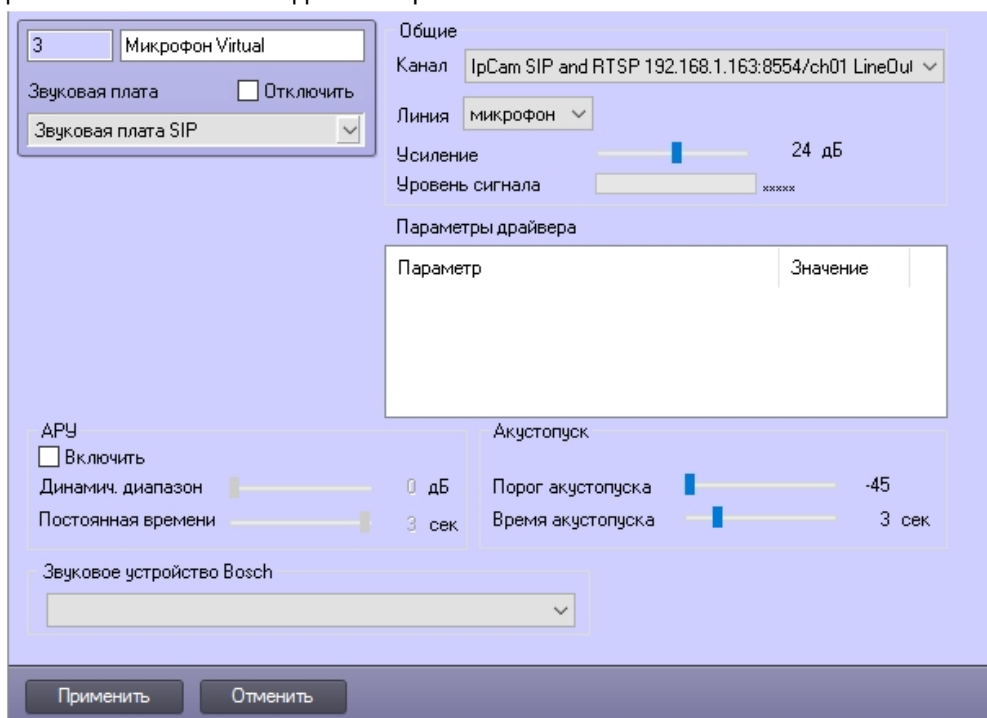 3
Микрофон Virtual
Звуковая плата
Отключить
Звуковая плата SIP
Общие
Канал
IpCam SIP and RTSP 192.168.1.163:8554/ch01 LineOut
Линия
микрофон
Усиление
24 дБ
Уровень сигнала
xxxxx
Параметры драйвера
Параметр Значение
АРУ
Включить
Динамич. диапазон 0 дБ
Постоянная времени 3 сек
Акустопуск
Порог акустопуска -45
Время акустопуска 3 сек
Звуковое устройство Bosch
Применить Отменить